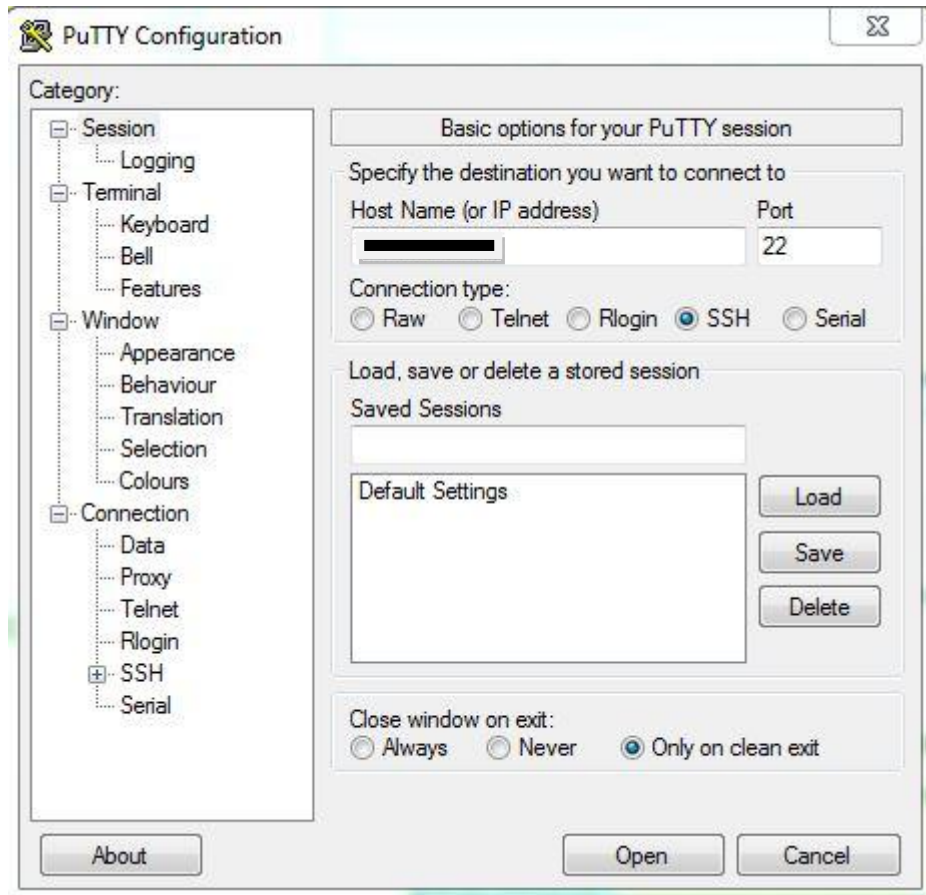 PuTTY Configuration
Category:
Session
Logging
Terminal
Keyboard
Bell
Features
Window
Appearance
Behaviour
Translation
Selection
Colours
Connection
Data
Proxy
Telnet
Rlogin
SSH
Serial
Basic options for your PuTTY session
Specify the destination you want to connect to
Host Name (or IP address) Port
22
Connection type:
Raw Telnet Rlogin SSH Serial
Load, save or delete a stored session
Saved Sessions
Default Settings
Load
Save
Delete
Close window on exit:
Always Never Only on clean exit
About Open Cancel